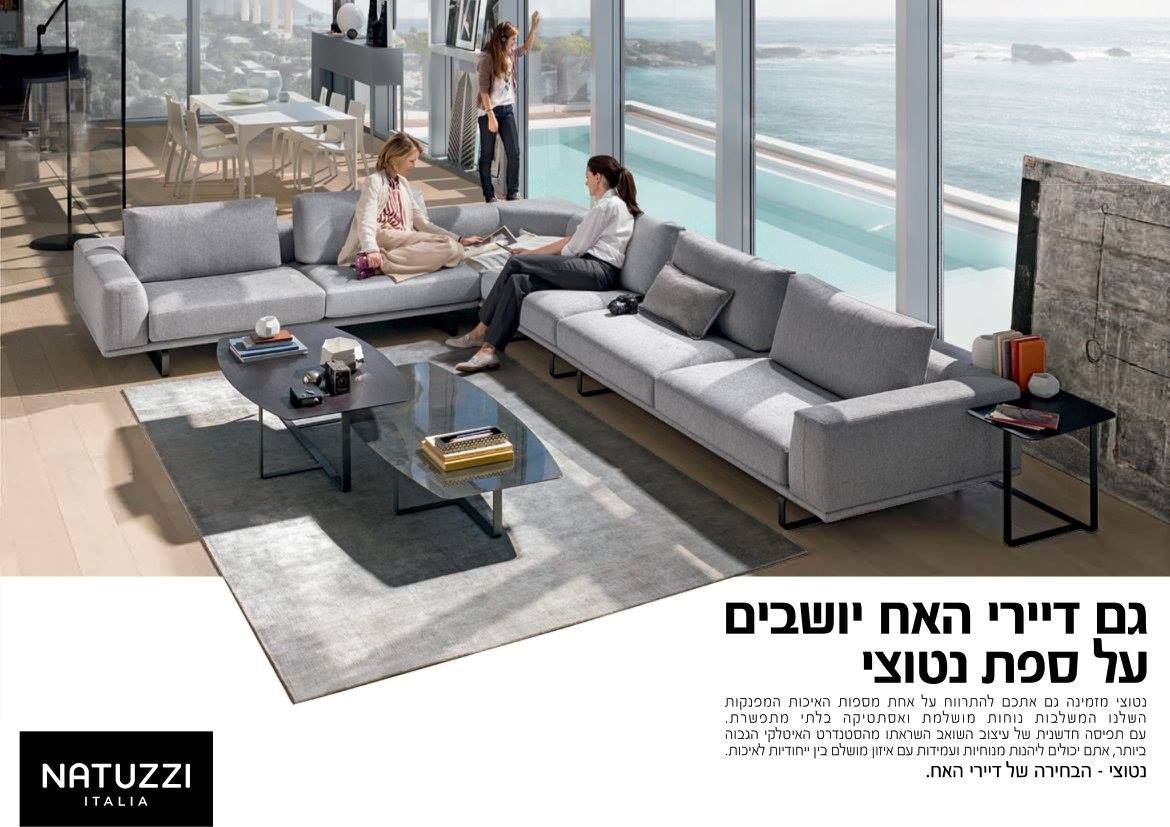 גם דיירי האח יושבים
על ספת נטוצי
נטוצי מזמינה גם אתכם להתרווח על אחת מספות האיכות המפנקות
השלנו המשלבות נוחות מושלמת ואסתטיקה בלתי מתפשרת.
עם תפיסה חדשנית של עיצוב השואב השראתו מהסטנדרט האיטלקי הגבוה
ביותר, אתם יכולים ליהנות מנוחיות ועמידות עם איזון מושלם בין ייחודיות לאיכות.
נטוצי - הבחירה של דיירי האח.
NATUZZI
ITALIA